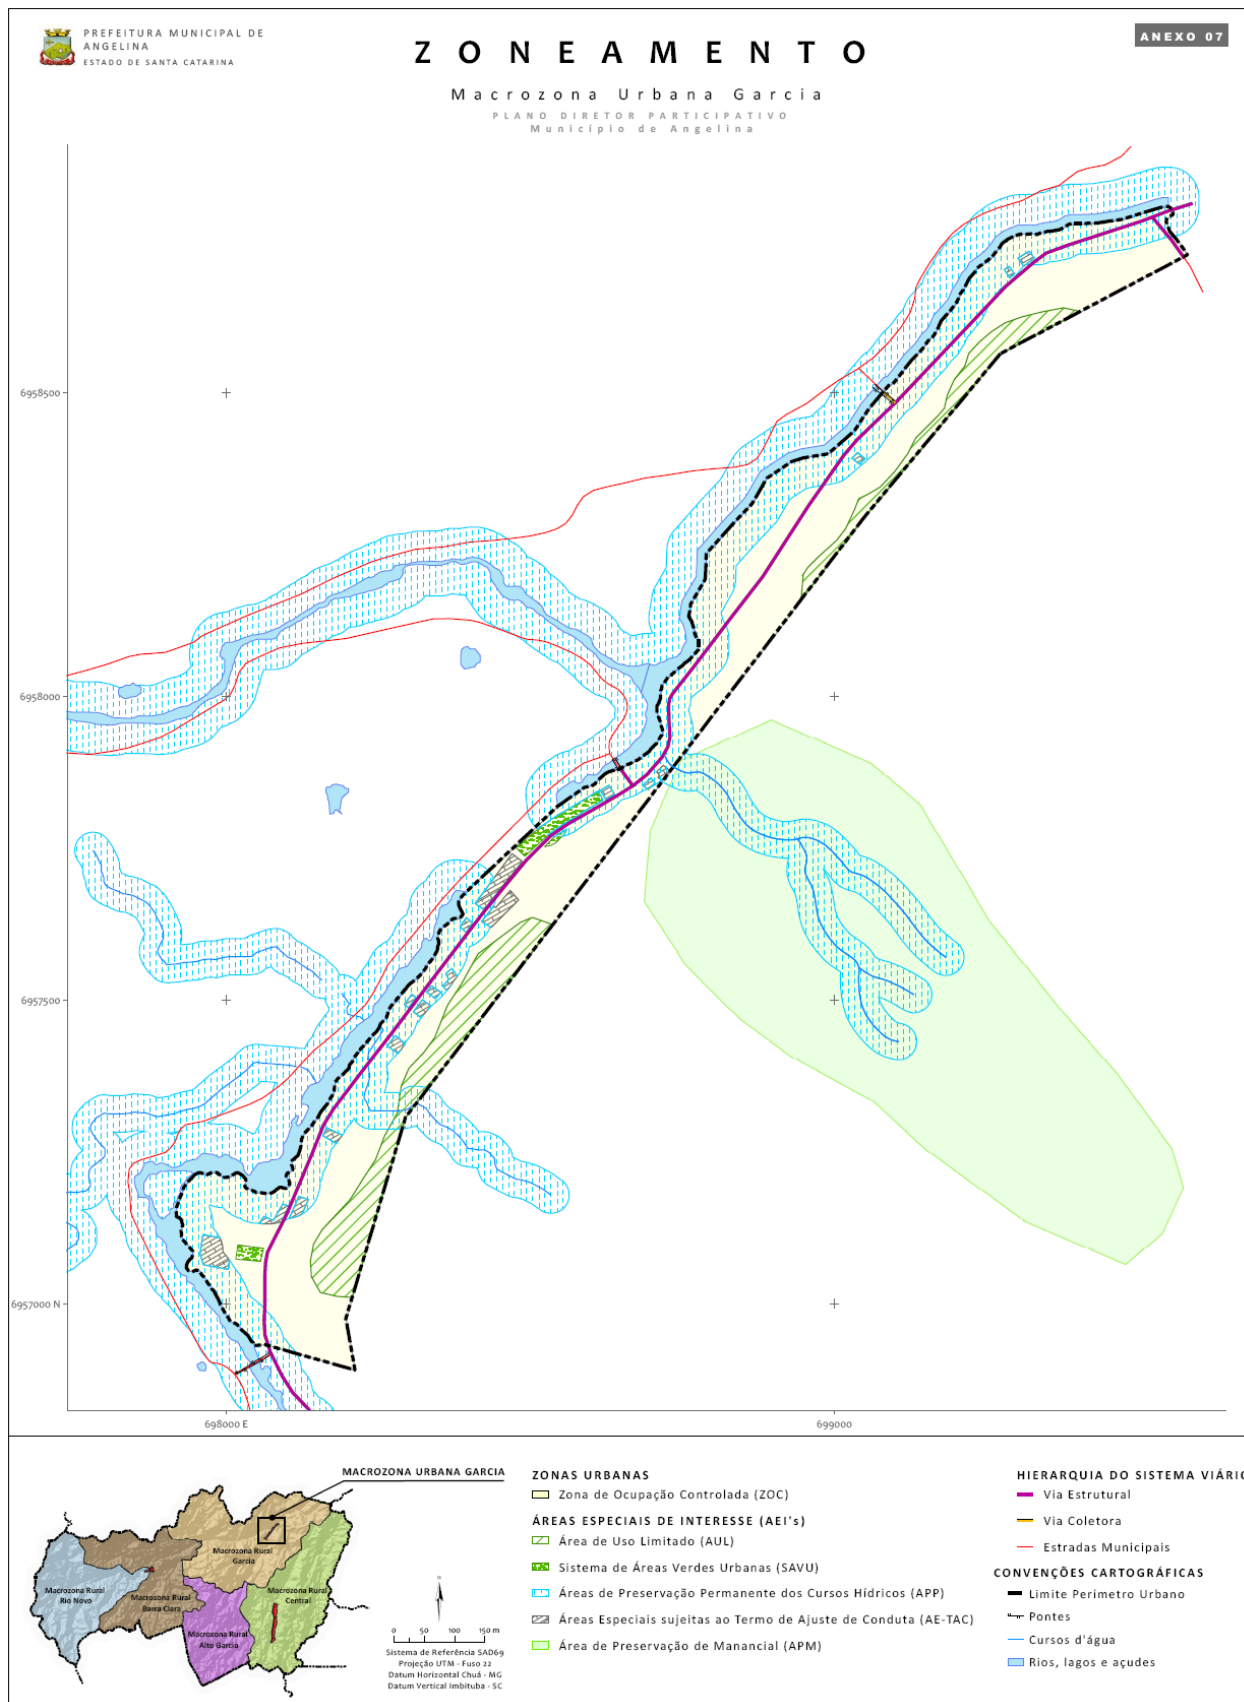 PREFEITURA MUNICIPAL DE
ANGELINA
ESTADO DE SANTA CATARINA
ZONEAMENTO
Macrozona Urbana Garcia
PLANO DIRETOR PARTICIPATIVO
Município de Angelina
ANEXO 07
6958500
6958000
6957500
6957000 N
698000 E
699000
MACROZONA URBANA GARCIA
Macrozona Rural
Garcia
Macrozona Rural
Rio Novo
Macrozona Rural
Barra Clara
Macrozona Rural
Central
Macrozona Rural
Alto Garcia
0 50 100 150 m
Sistema de Referência SAD69
Projeção UTM - Fuso 22
Datum Horizontal Chuá - MG
Datum Vertical Imbituba - SC
ZONAS URBANAS
Zona de Ocupação Controlada (ZOC)
ÁREAS ESPECIAIS DE INTERESSE (AEI's)
Área de Uso Limitado (AUL)
Sistema de Áreas Verdes Urbanas (SAVU)
Áreas de Preservação Permanente dos Cursos Hídricos (APP)
Áreas Especiais sujeitas ao Termo de Ajuste de Conduta (AE-TAC)
Área de Preservação de Manancial (APM)
HIERARQUIA DO SISTEMA VIÁRIO
Via Estrutural
Via Coletora
Estradas Municipais
CONVENÇÕES CARTOGRÁFICAS
Limite Perímetro Urbano
Pontes
Cursos d'água
Rios, lagos e açudes